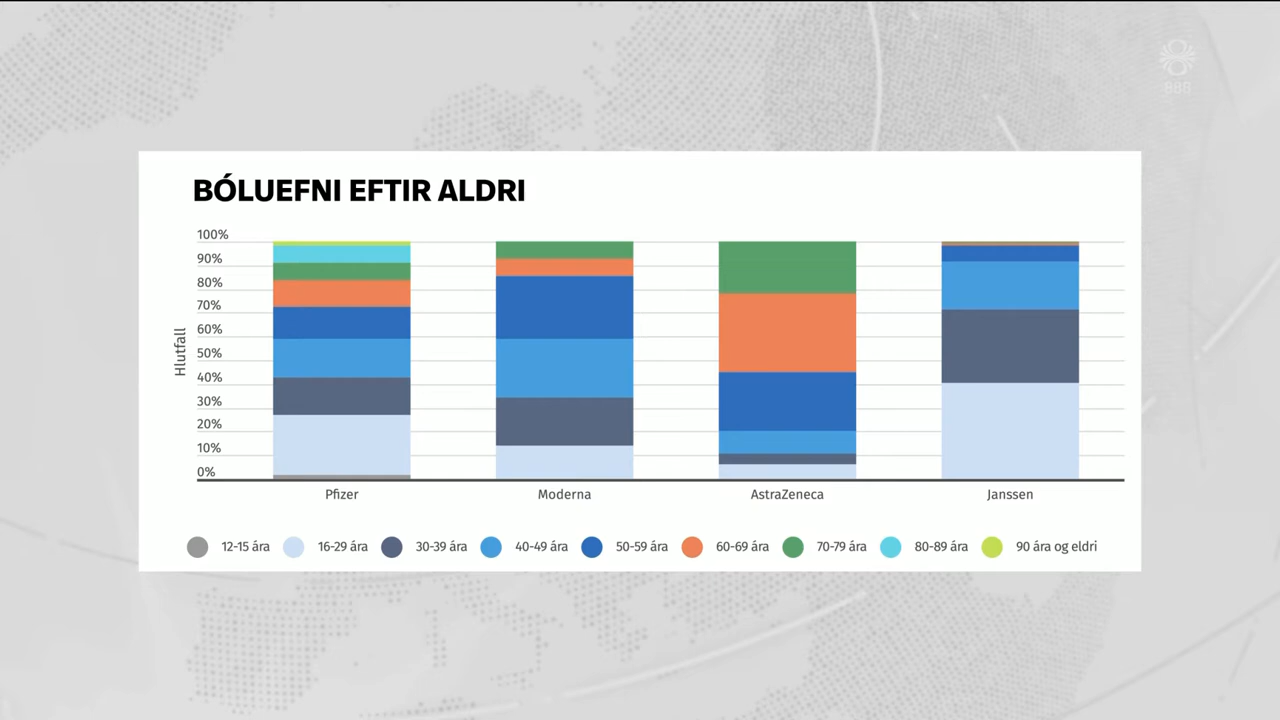 BÓLUEFNI EFTIR ALDRI
100%
90%
80%
70%
60%
50%
40%
30%
20%
10%
0%
Hlutfall
Pfizer Moderna AstraZeneca Janssen
12-15 ára 16-29 ára 30-39 ára 40-49 ára 50-59 ára 60-69 ára 70-79 ára 80-89 ára 90 ára og eldri